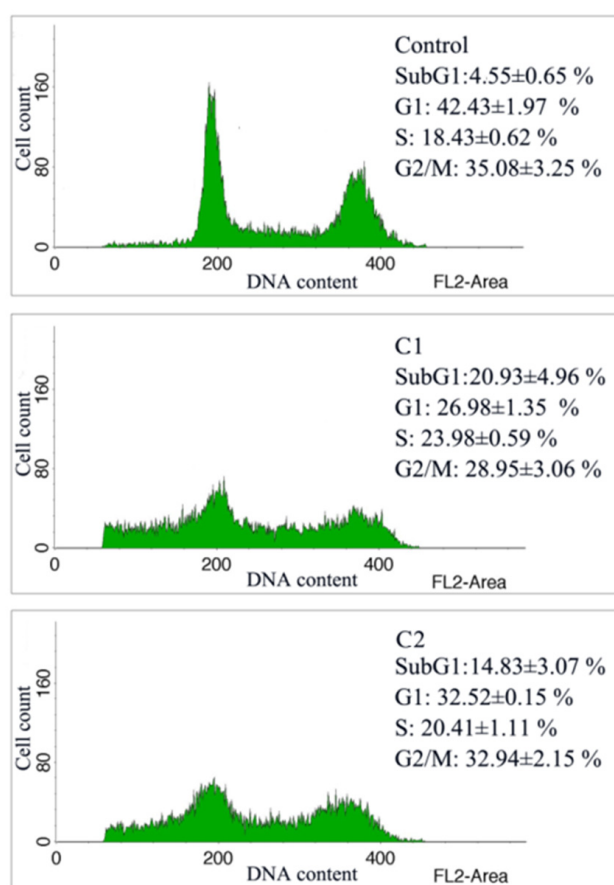 Control
SubG1:4.55±0.65 %
G1: 42.43±1.97 %
S: 18.43±0.62 %
G2/M: 35.08±3.25 %
Cell count
160
80
0
0 200 400
DNA content FL2-Area
C1
SubG1:20.93±4.96 %
G1: 26.98±1.35 %
S: 23.98±0.59 %
G2/M: 28.95±3.06 %
Cell count
160
80
0
0 200 400
DNA content FL2-Area
C2
SubG1:14.83±3.07 %
G1: 32.52±0.15 %
S: 20.41±1.11 %
G2/M: 32.94±2.15 %
Cell count
160
80
0
0 200 400
DNA content FL2-Area